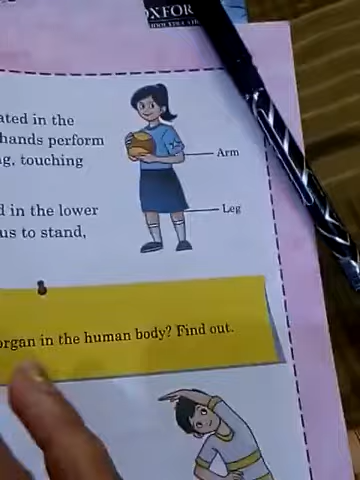 OXFOR
ated in the
hands perform
g, touching
Arm
d in the lower
us to stand,
Leg
organ in the human body? Find out.